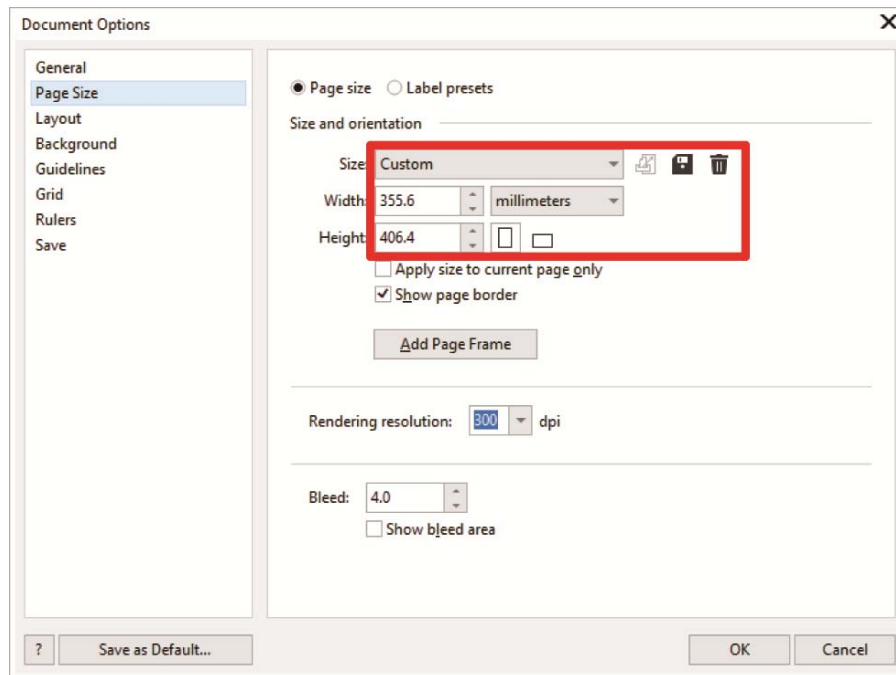 Document Options
General
Page Size
Layout
Background
Guidelines
Grid
Rulers
Save
Page size Label presets
Size and orientation
Size: Custom
Width: 355.6 millimeters
Height: 406.4
Apply size to current page only
Show page border
Add Page Frame
Rendering resolution: 300 dpi
Bleed: 4.0
Show bleed area
? Save as Default... OK Cancel